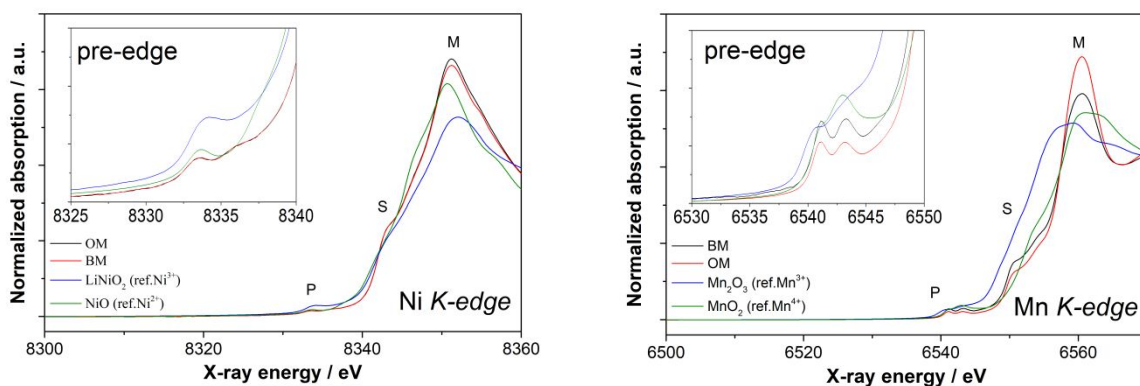 Normalized absorption / a.u.
pre-edge
8325 8330 8335 8340
M
S
P
OM
BM
LiNiO₂ (ref.Ni³⁺)
NiO (ref.Ni²⁺)
Ni K-edge
8300 8320 8340 8360
X-ray energy / eV
Normalized absorption / a.u.
pre-edge
6530 6535 6540 6545 6550
M
S
P
BM
OM
Mn₂O₃ (ref.Mn³⁺)
MnO₂ (ref.Mn⁴⁺)
Mn K-edge
6500 6520 6540 6560
X-ray energy / eV